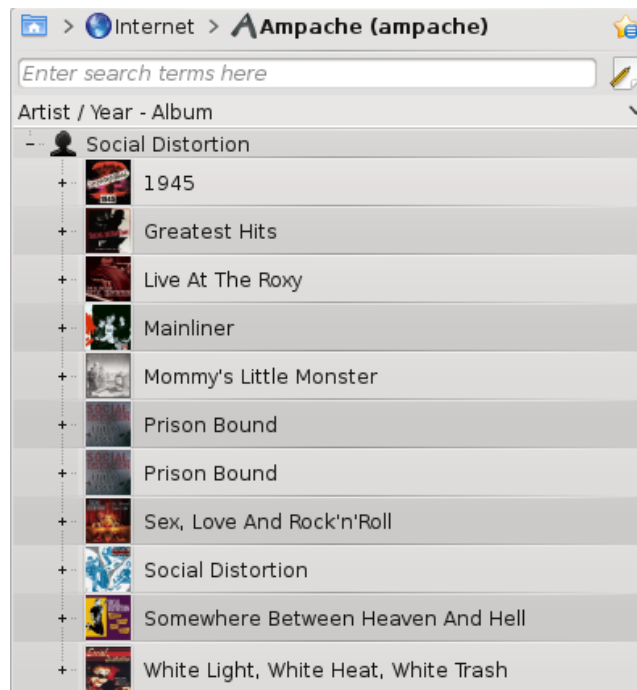 > Internet > Ampache (ampache)
Enter search terms here
Artist / Year - Album
Social Distortion
1945
Greatest Hits
Live At The Roxy
Mainliner
Mommy's Little Monster
Prison Bound
Prison Bound
Sex, Love And Rock'n'Roll
Social Distortion
Somewhere Between Heaven And Hell
White Light, White Heat, White Trash